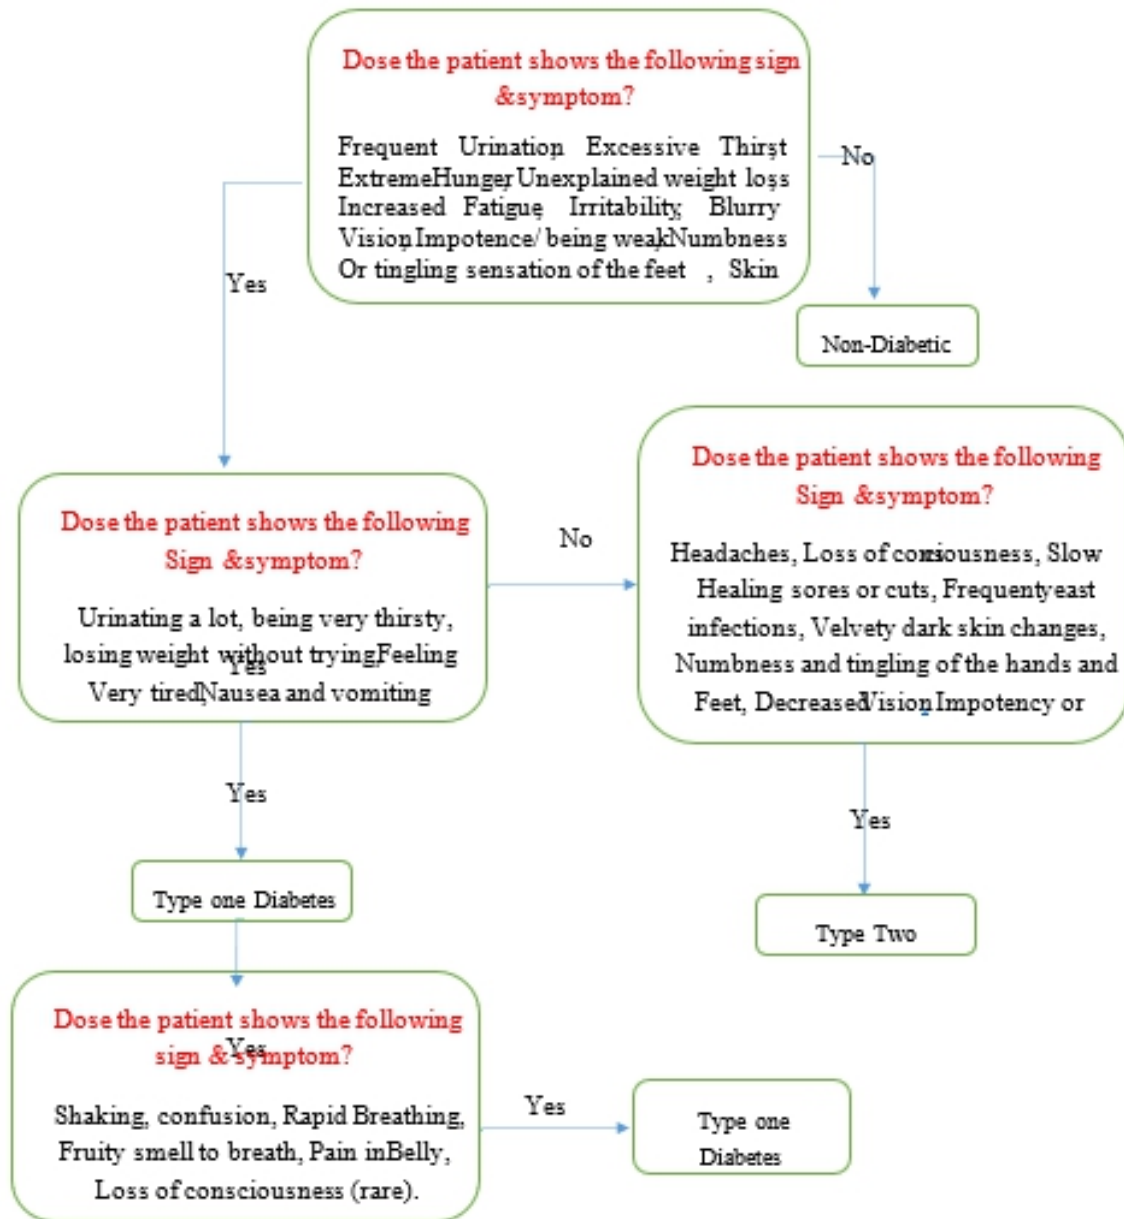 Dose the patient shows the following sign
&symptom?
Frequent Urination, Excessive Thirst,
ExtremeHunger, Unexplained weight loss,
Increased Fatigue, Irritability, Blurry
Vision, Impotence/ being weak, Numbness
Or tingling sensation of the feet , Skin
No
Yes
Non-Diabetic
Dose the patient shows the following
Sign &symptom?
Urinating a lot, being very thirsty,
losing weight without trying, Feeling
Yes
Very tired, Nausea and vomiting
No
Dose the patient shows the following
Sign &symptom?
Headaches, Loss of consciousness, Slow
Healing sores or cuts, Frequentyeast
infections, Velvety dark skin changes,
Numbness and tingling of the hands and
Feet, Decreased Vision, Impotency or
Yes
Yes
Type one Diabetes
Type Two
Dose the patient shows the following
sign & symptom?
Yes
Shaking, confusion, Rapid Breathing,
Fruity smell to breath, Pain inBelly,
Loss of consciousness (rare).
Yes
Type one
Diabetes